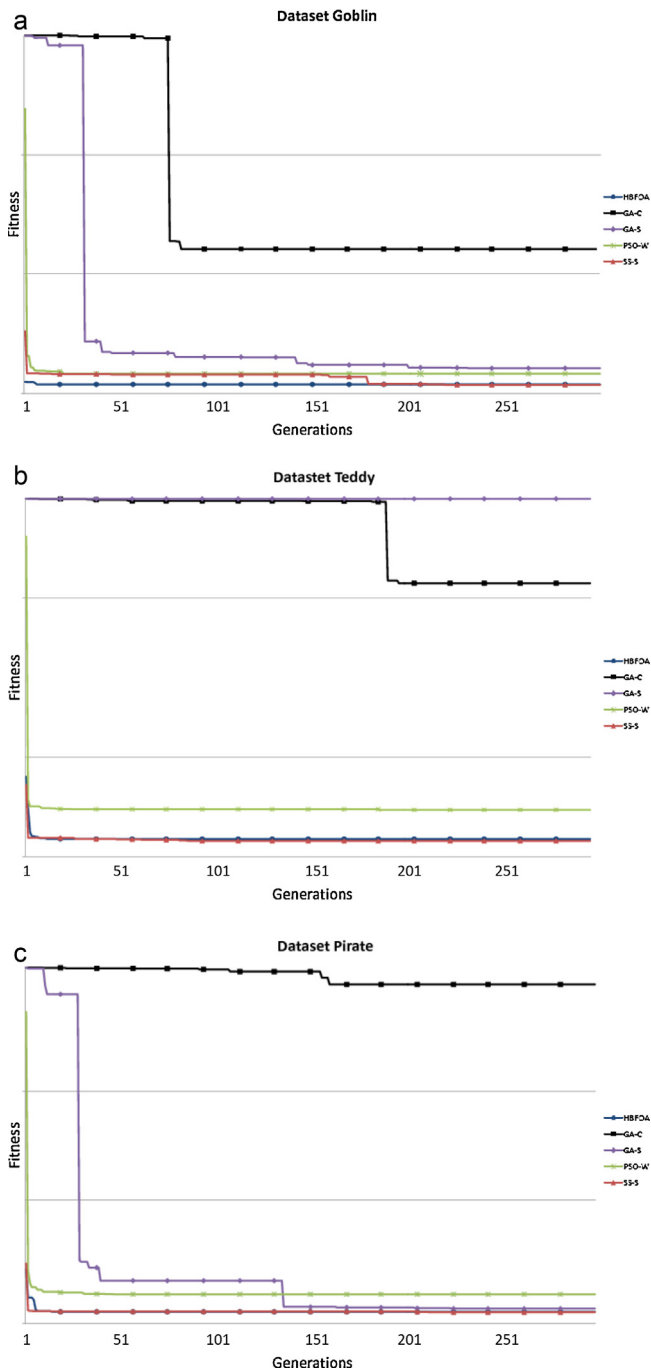 a
Dataset Goblin
Fitness
HBFOA
GA-C
GA-S
PSO-W
SS-S
1 51 101 151 201 251
Generations
b
Datastet Teddy
Fitness
HBFOA
GA-C
GA-S
PSO-W
SS-S
1 51 101 151 201 251
Generations
c
Dataset Pirate
Fitness
HBFOA
GA-C
GA-S
PSO-W
SS-S
1 51 101 151 201 251
Generations